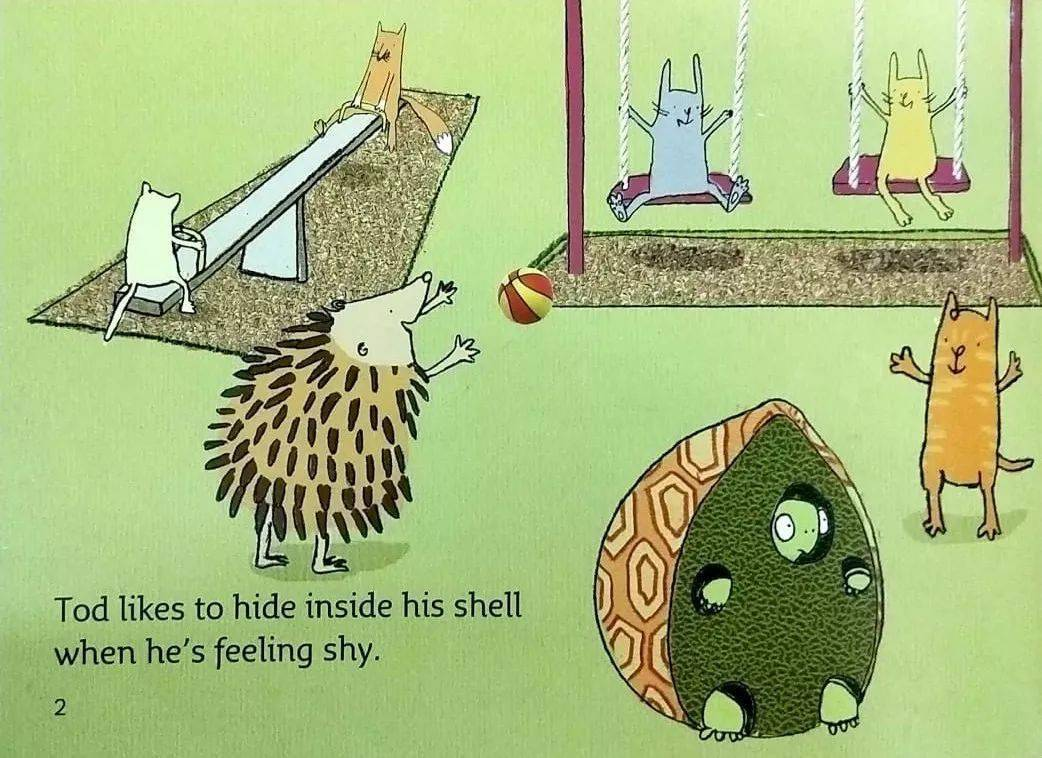 Tod likes to hide inside his shell
when he’s feeling shy.
2